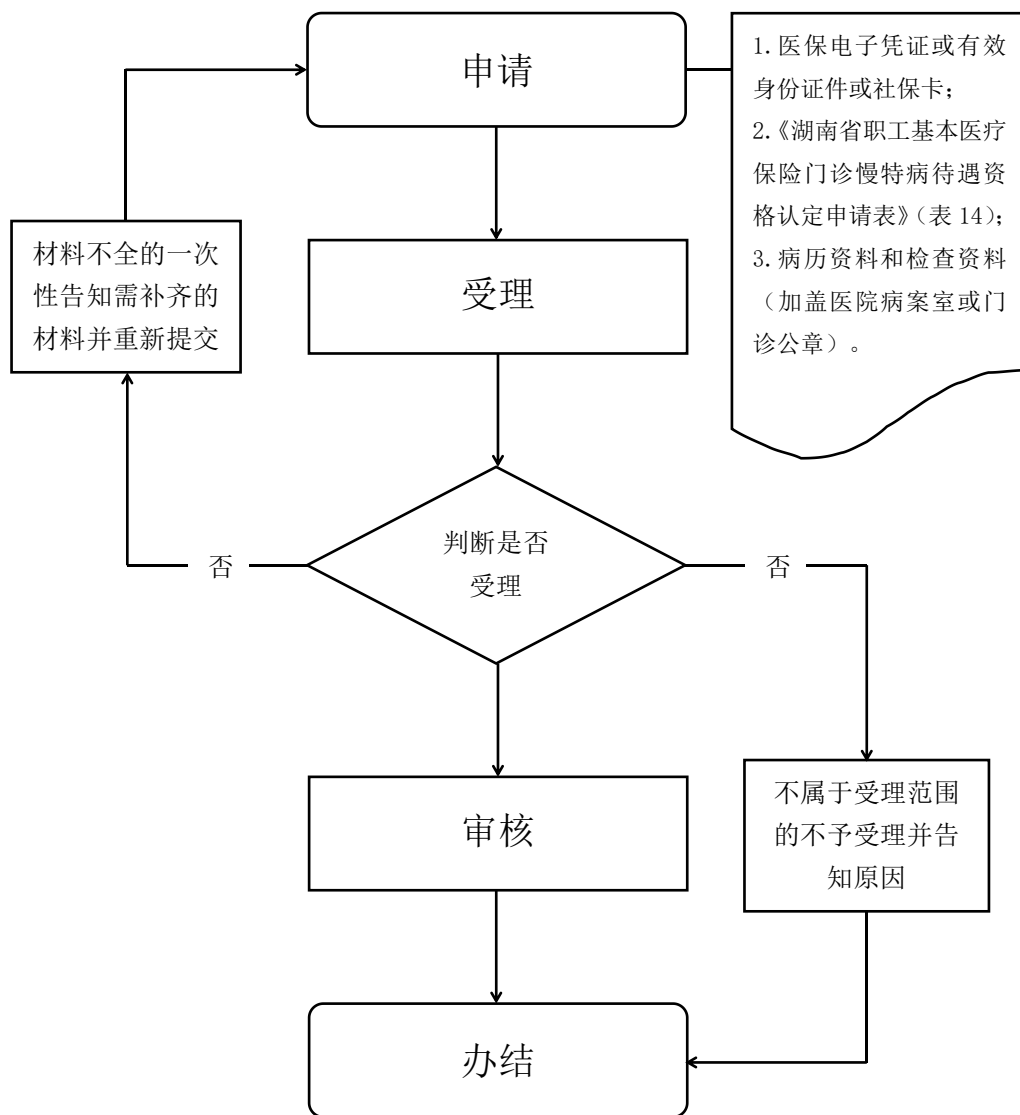 申请
1.医保电子凭证或有效
身份证件或社保卡；
2.《湖南省职工基本医疗
保险门诊慢特病待遇资
格认定申请表》（表 14）；
3.病历资料和检查资料
（加盖医院病案室或门
诊公章）。
材料不全的一次
性告知需补齐的
材料并重新提交
受理
判断是否
受理
否
否
审核
不属于受理范围
的不予受理并告
知原因
办结